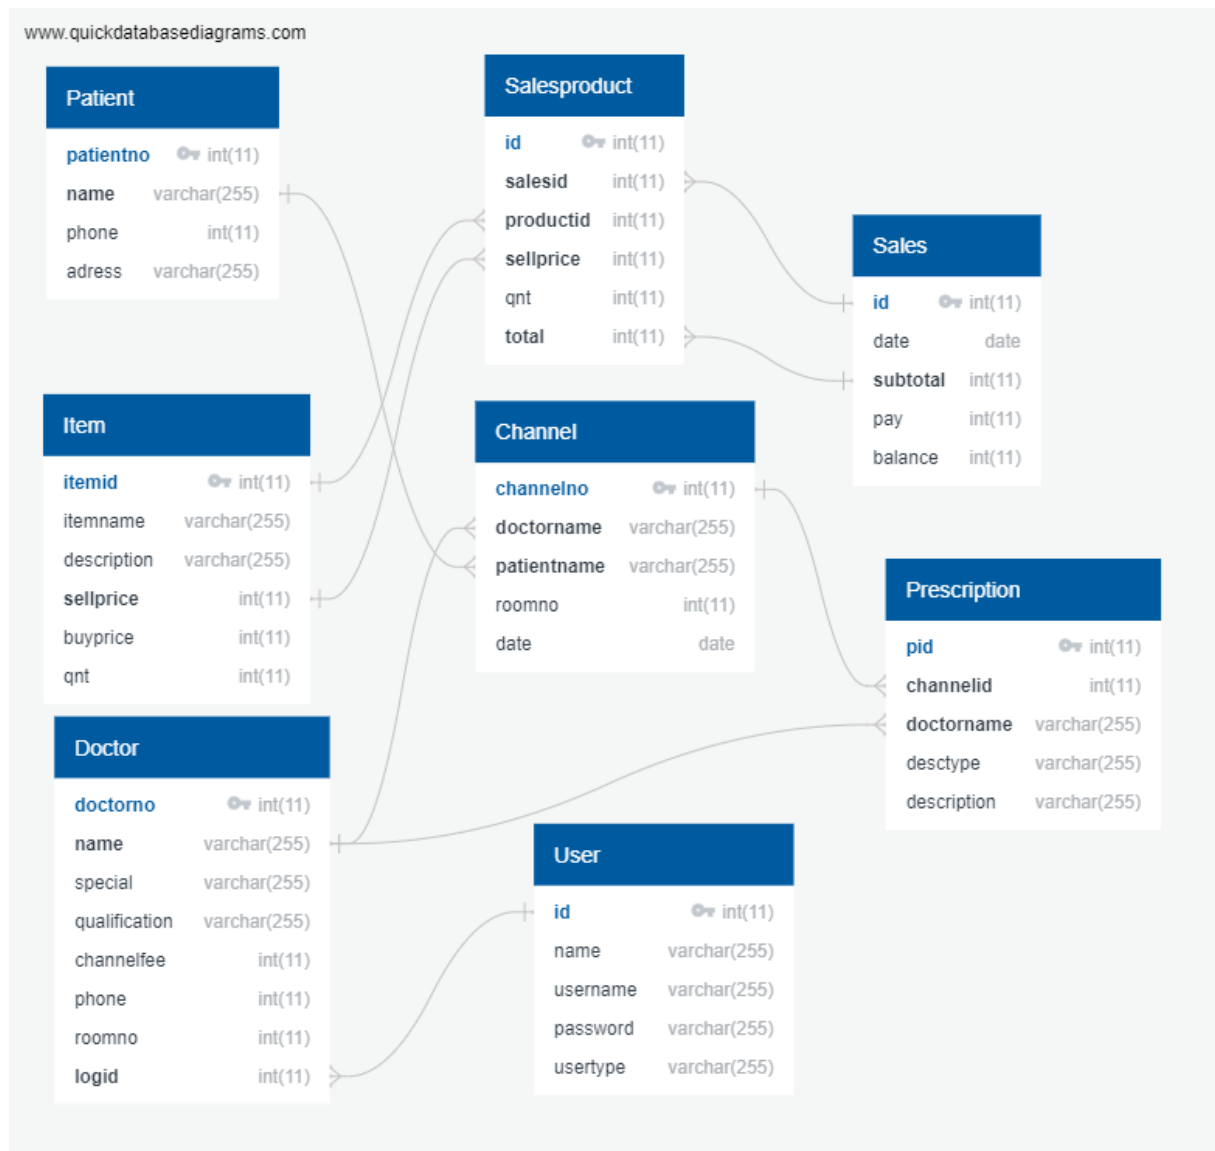 www.quickdatabasediagrams.com
Patient
patientno int(11)
name varchar(255)
phone int(11)
adress varchar(255)
Salesproduct
id int(11)
salesid int(11)
productid int(11)
sellprice int(11)
qnt int(11)
total int(11)
Sales
id int(11)
date date
subtotal int(11)
pay int(11)
balance int(11)
Item
itemid int(11)
itemname varchar(255)
description varchar(255)
sellprice int(11)
buyprice int(11)
qnt int(11)
Channel
channelno int(11)
doctorname varchar(255)
patientname varchar(255)
roomno int(11)
date date
Prescription
pid int(11)
channelid int(11)
doctorname varchar(255)
desctype varchar(255)
description varchar(255)
Doctor
doctorno int(11)
name varchar(255)
special varchar(255)
qualification varchar(255)
channelfee int(11)
phone int(11)
roomno int(11)
logid int(11)
User
id int(11)
name varchar(255)
username varchar(255)
password varchar(255)
usertype varchar(255)